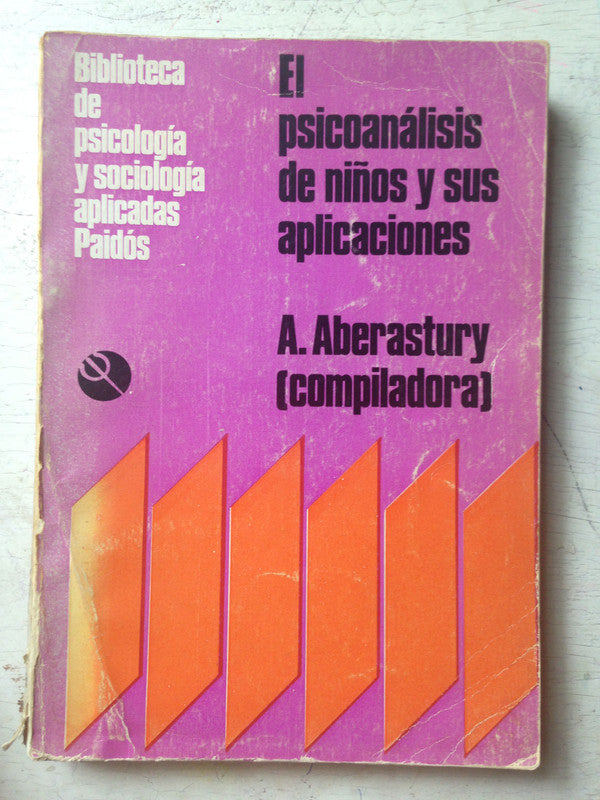 Biblioteca
de
psicología
y sociología
aplicadas
Paidós
El
psicoanálisis
de niños y sus
aplicaciones
A. Aberastury
(compiladora)